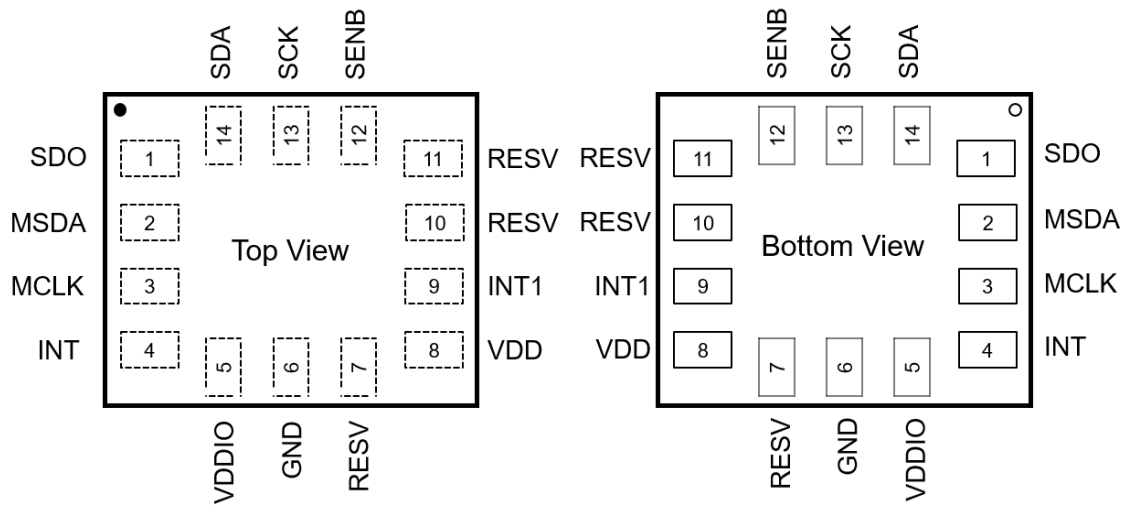 SDA SCK SENB
14 13 12
SDO 1 11 RESV
MSDA 2 10 RESV
Top View
MCLK 3 9 INT1
INT 4 8 VDD
5 6 7
VDDIO GND RESV
SENB SCK SDA
12 13 14
RESV 11 1 SDO
RESV 10 2 MSDA
Bottom View
INT1 9 3 MCLK
VDD 8 4 INT
7 6 5
RESV GND VDDIO